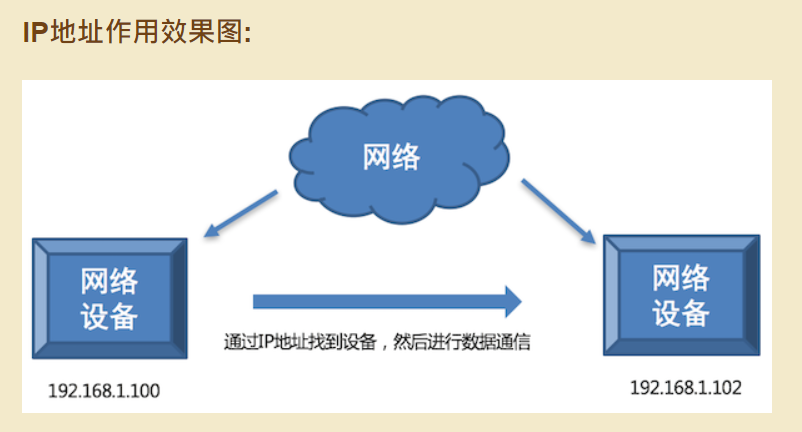 IP地址作用效果图:
网络
网络
设备
网络
设备
通过IP地址找到设备，然后进行数据通信
192.168.1.100
192.168.1.102